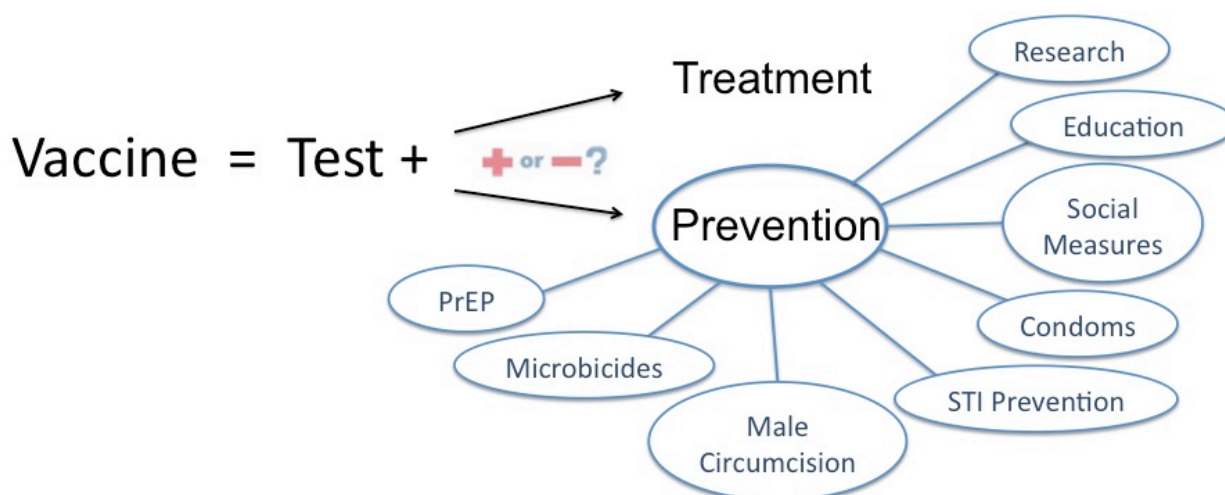 Research
Treatment
Education
Vaccine = Test +
+ or - ?
Social
Measures
Prevention
PrEP
Condoms
Microbicides
STI Prevention
Male
Circumcision